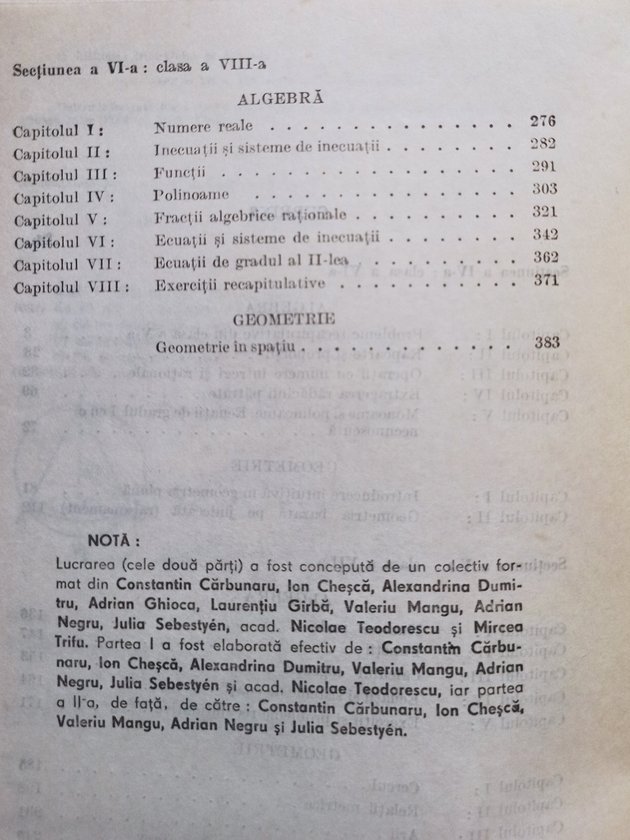 Secțiunea a VI-a : clasa a VIII-a
ALGEBRĂ
Capitolul I : Numere reale . . . . . . . . . . . . . . . 276
Capitolul II : Inecuații și sisteme de inecuații . . . . . . . . 282
Capitolul III : Funcții . . . . . . . . . . . . . . . . . 291
Capitolul IV : Polinoame . . . . . . . . . . . . . . . 303
Capitolul V : Fracții algebrice raționale . . . . . . . . . . 321
Capitolul VI : Ecuații și sisteme de inecuații . . . . . . . . 342
Capitolul VII : Ecuații de gradul al II-lea . . . . . . . . . . 362
Capitolul VIII : Exerciții recapitulative . . . . . . . . . . . 371
GEOMETRIE
Geometrie în spațiu . . . . . . . . . . . . . 383
NOTĂ :
Lucrarea (cele două părți) a fost concepută de un colectiv for-
mat din Constantin Cărbunaru, Ion Cheșcă, Alexandrina Dumi-
tru, Adrian Ghioca, Laurențiu Gîrbă, Valeriu Mangu, Adrian
Negru, Julia Sebestyén, acad. Nicolae Teodorescu și Mircea
Trifu. Partea I a fost elaborată efectiv de : Constantin Cărbu-
naru, Ion Cheșcă, Alexandrina Dumitru, Valeriu Mangu, Adrian
Negru, Julia Sebestyén și acad. Nicolae Teodorescu, iar partea
a II-a, de față, de către : Constantin Cărbunaru, Ion Cheșcă,
Valeriu Mangu, Adrian Negru și Julia Sebestyén.